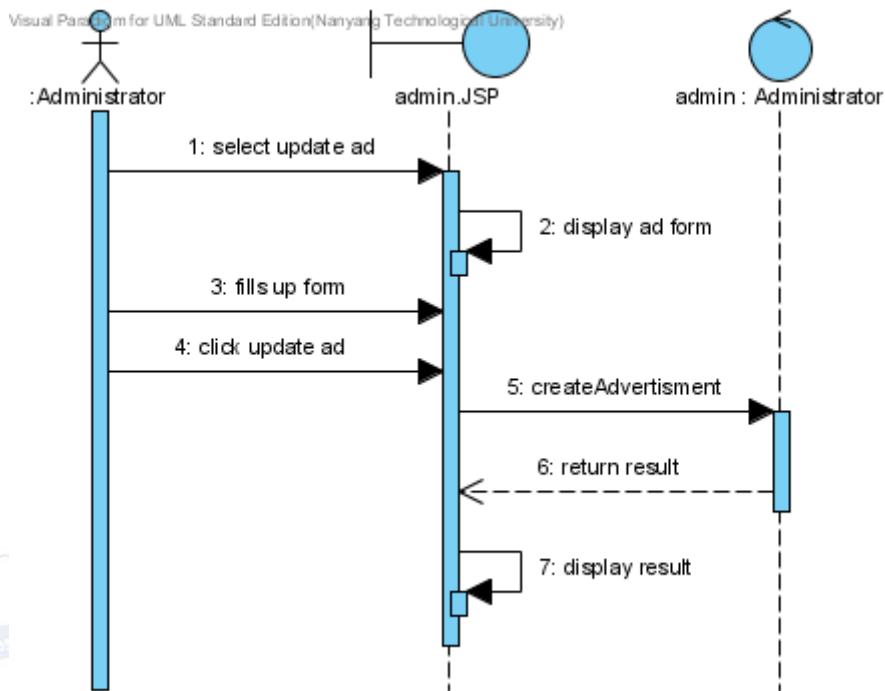 Visual Paradigm for UML Standard Edition(Nanyang Technological University)
:Administrator
admin.JSP
admin : Administrator
1: select update ad
2: display ad form
3: fills up form
4: click update ad
5: createAdvertisment
6: return result
7: display result